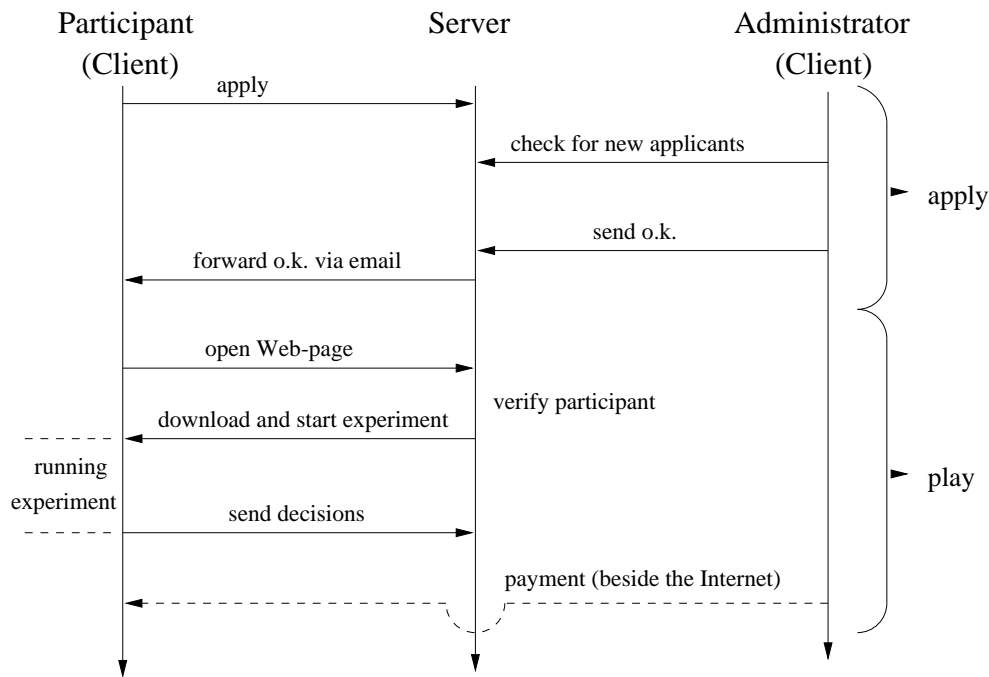 Participant
(Client)
Server
Administrator
(Client)
apply
check for new applicants
apply
send o.k.
forward o.k. via email
open Web-page
verify participant
download and start experiment
running
experiment
play
send decisions
payment (beside the Internet)